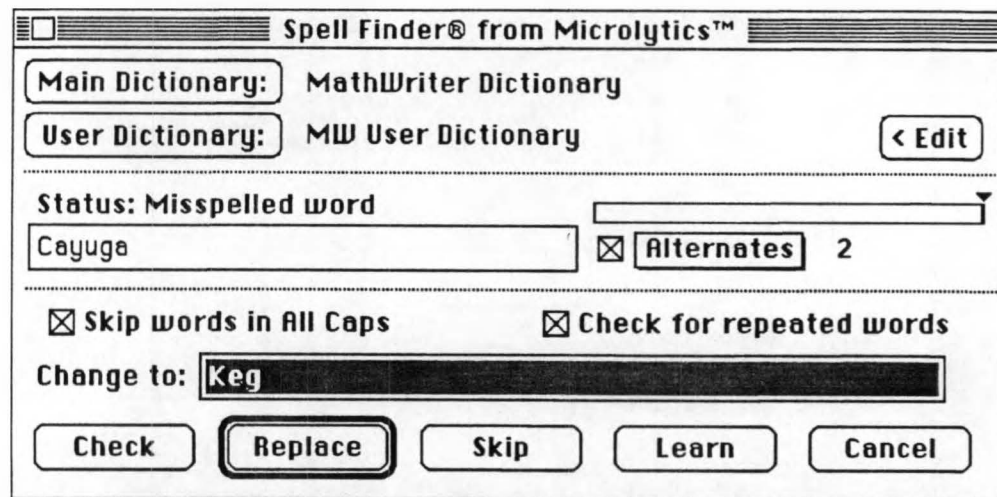 Spell Finder® from Microlytics™
Main Dictionary: MathWriter Dictionary
User Dictionary: MW User Dictionary < Edit
Status: Misspelled word
Cayuga
Alternates 2
Skip words in All Caps Check for repeated words
Change to: Keg
Check Replace Skip Learn Cancel